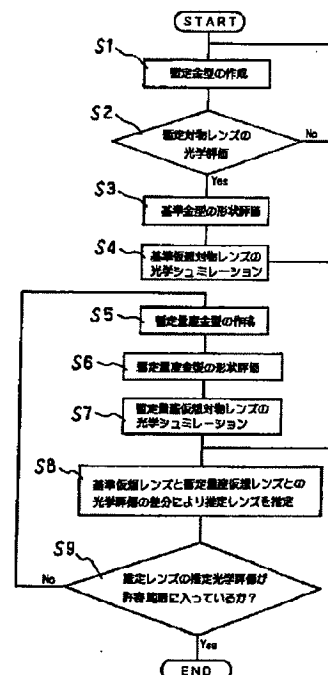 START
S1
暫定金型の作成
S2
暫定対物レンズの
光学評価
No
Yes
S3
基準金型の形状評価
S4
基準仮想対物レンズの
光学シュミレーション
S5
暫定量産金型の作成
S6
暫定量産金型の形状評価
S7
暫定量産仮想対物レンズの
光学シュミレーション
S8
基準仮想レンズと暫定量産仮想レンズとの
光学評価の差分により推定レンズを推定
S9
推定レンズの推定光学評価が
許容範囲に入っているか?
No
Yes
END